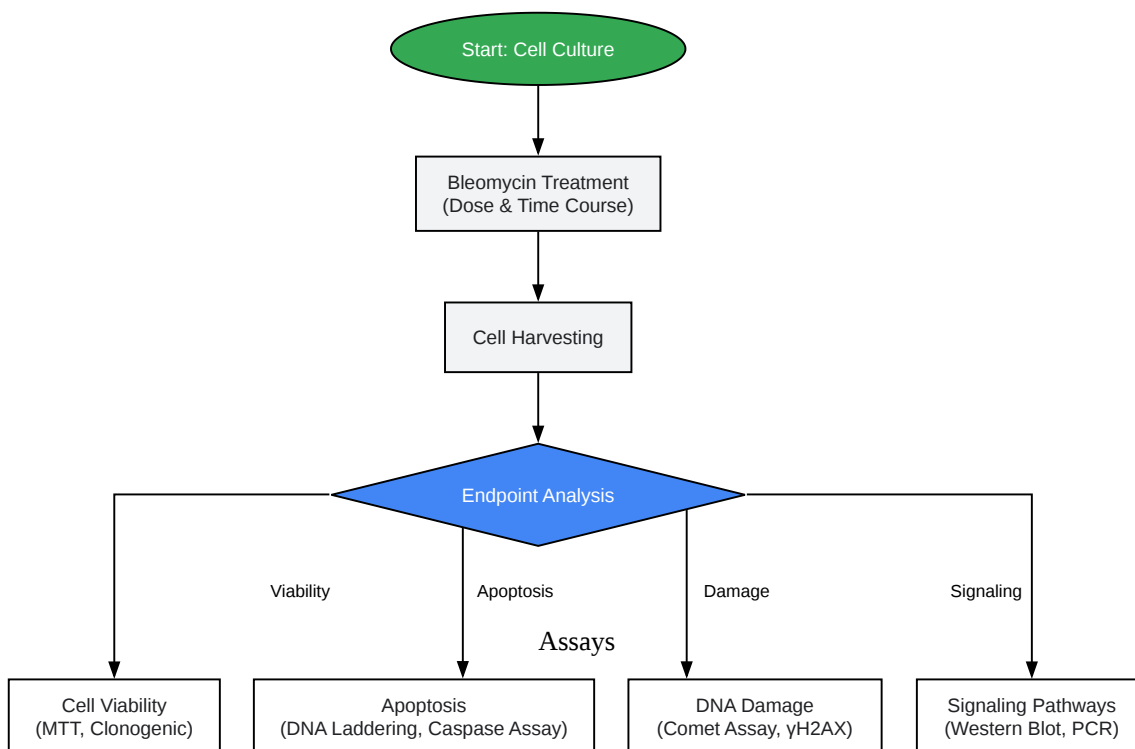 Start: Cell Culture
Bleomycin Treatment
(Dose & Time Course)
Cell Harvesting
Endpoint Analysis
Viability
Apoptosis
Damage
Signaling
Assays
Cell Viability
(MTT, Clonogenic)
Apoptosis
(DNA Laddering, Caspase Assay)
DNA Damage
(Comet Assay, γH2AX)
Signaling Pathways
(Western Blot, PCR)